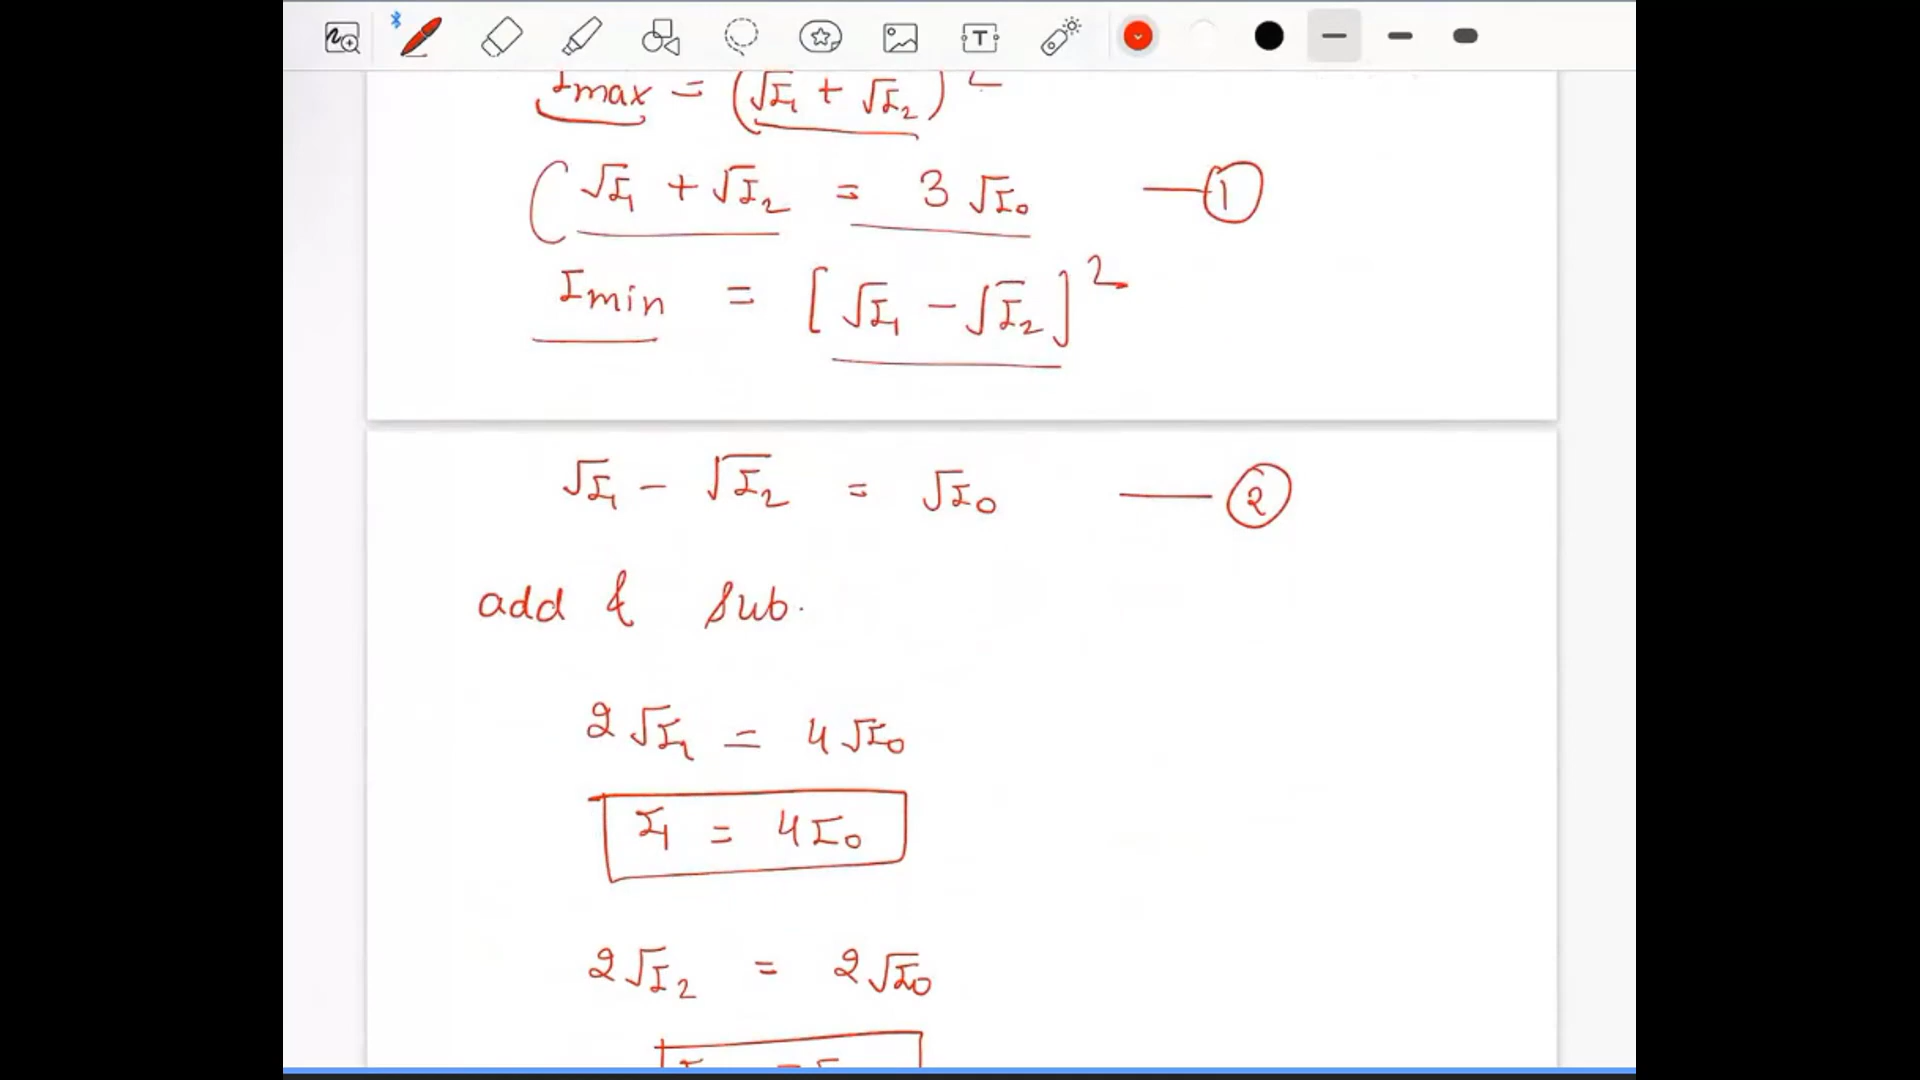 Imax = (√I₁ + √I₂)²
(√I₁ + √I₂ = 3 √I₀ —①
Imin = [√I₁ − √I₂]²
√I₁ − √I₂ = √I₀ —②
add & sub.
2√I₁ = 4√I₀
I₁ = 4I₀
2√I₂ = 2√I₀